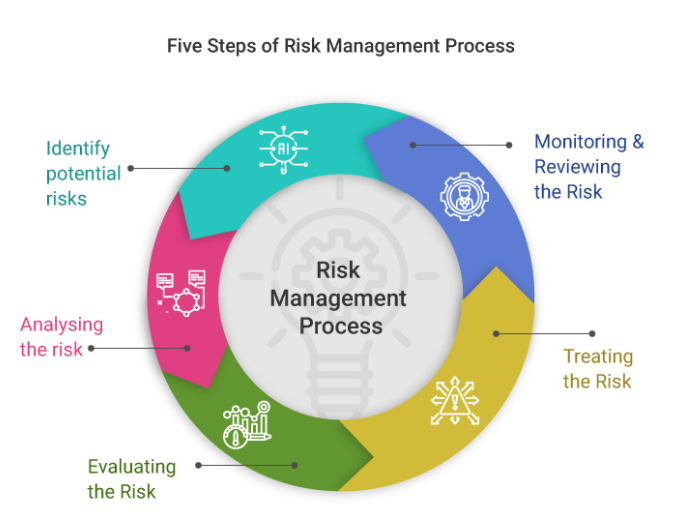 Five Steps of Risk Management Process
Identify
potential
risks
AI
Monitoring &
Reviewing
the Risk
Risk
Management
Process
Analysing
the risk
Treating
the Risk
Evaluating
the Risk